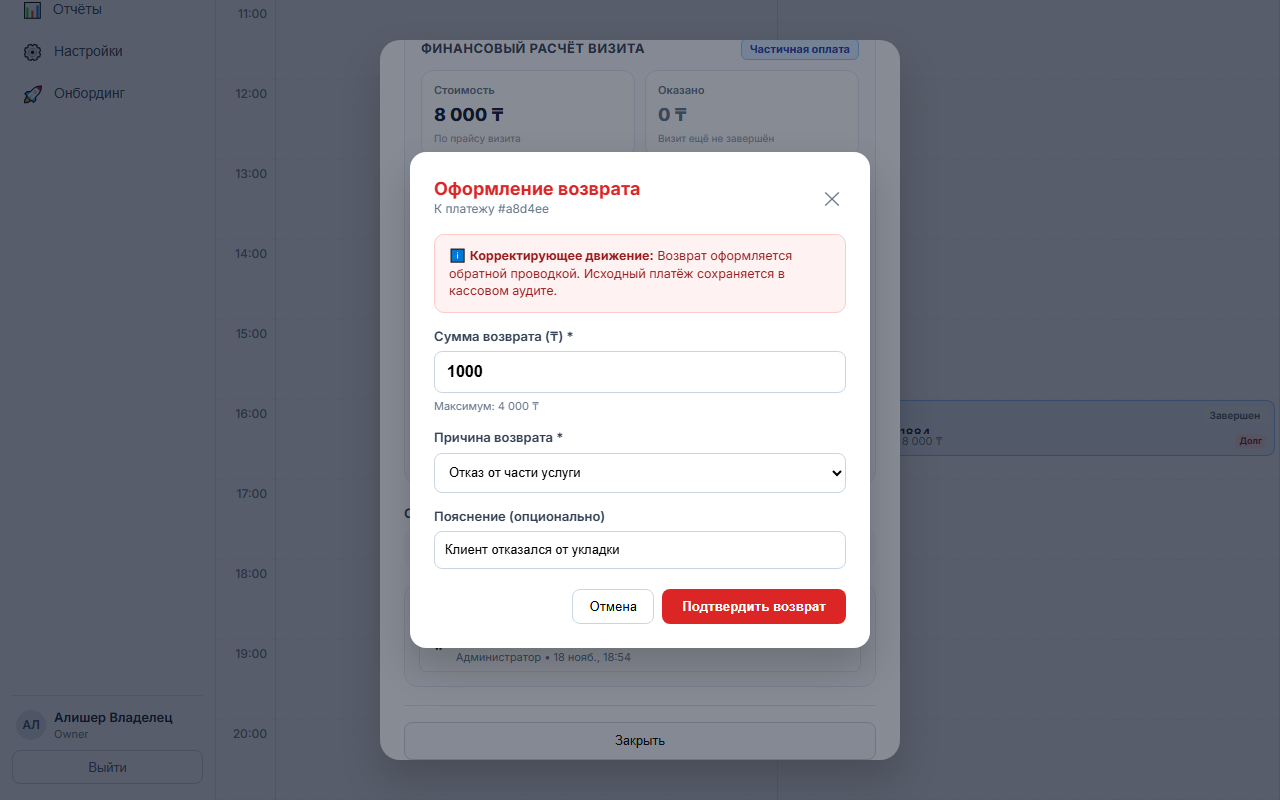 Отчёты
Настройки
Онбординг
АЛ
Алишер Владелец
Owner
Выйти
11:00
12:00
13:00
14:00
15:00
16:00
17:00
18:00
19:00
20:00
ФИНАНСОВЫЙ РАСЧЁТ ВИЗИТА
Частичная оплата
Стоимость
8 000 ₸
По прайсу визита
Оказано
0 ₸
Визит ещё не завершён
Оформление возврата
К платежу #a8d4ee
Корректирующее движение: Возврат оформляется
обратной проводкой. Исходный платёж сохраняется в
кассовом аудите.
Сумма возврата (₸) *
1000
Максимум: 4 000 ₸
Причина возврата *
Отказ от части услуги
Пояснение (опционально)
Клиент отказался от укладки
Отмена
Подтвердить возврат
Администратор • 18 нояб., 18:54
Закрыть
Завершен
8 000 ₸
Долг